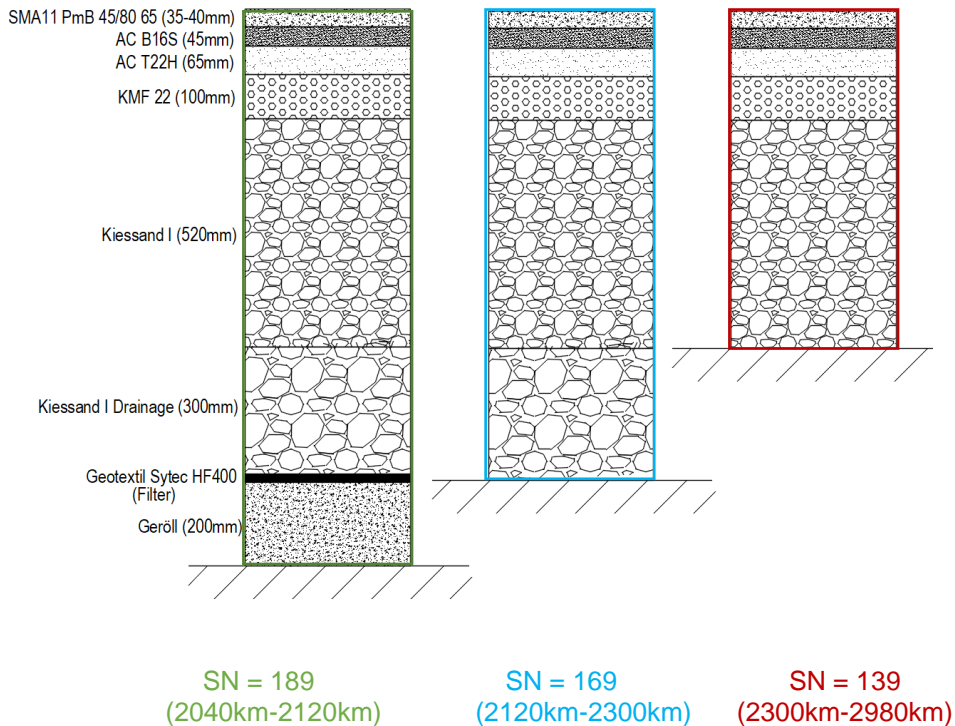 SMA11 PmB 45/80 65 (35-40mm)
AC B16S (45mm)
AC T22H (65mm)
KMF 22 (100mm)
Kiessand I (520mm)
Kiessand I Drainage (300mm)
Geotextil Sytec HF400
(Filter)
Geröll (200mm)
SN = 189
(2040km-2120km)
SN = 169
(2120km-2300km)
SN = 139
(2300km-2980km)